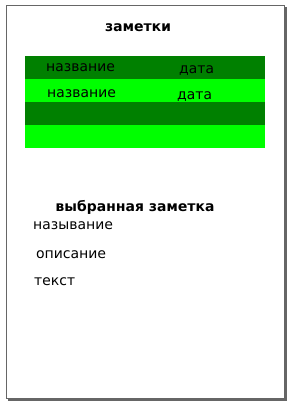 заметки
название дата
название дата
выбранная заметка
называние
описание
текст